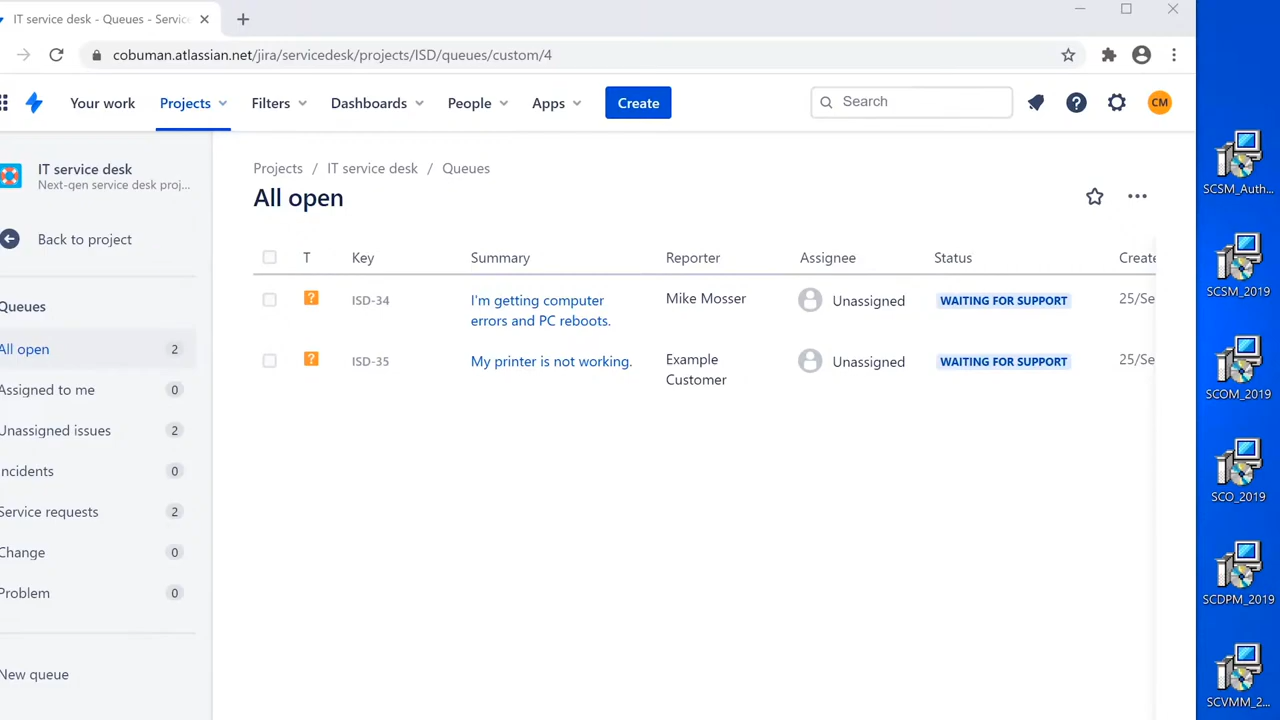 IT service desk - Queues - Service
cobuman.atlassian.net/jira/servicedesk/projects/ISD/queues/custom/4
Your work
Projects
Filters
Dashboards
People
Apps
Create
Search
CM
IT service desk
Next-gen service desk proj...
Back to project
Queues
All open 2
Assigned to me 0
Unassigned issues 2
Incidents 0
Service requests 2
Change 0
Problem 0
New queue
Projects / IT service desk / Queues
All open
T Key Summary Reporter Assignee Status Create
ISD-34 I'm getting computer Mike Mosser Unassigned WAITING FOR SUPPORT 25/Se
errors and PC reboots.
ISD-35 My printer is not working. Example Unassigned WAITING FOR SUPPORT 25/Se
Customer
SCSM_Auth...
SCSM_2019
SCOM_2019
SCO_2019
SCDPM_2019
SCVMM_2...